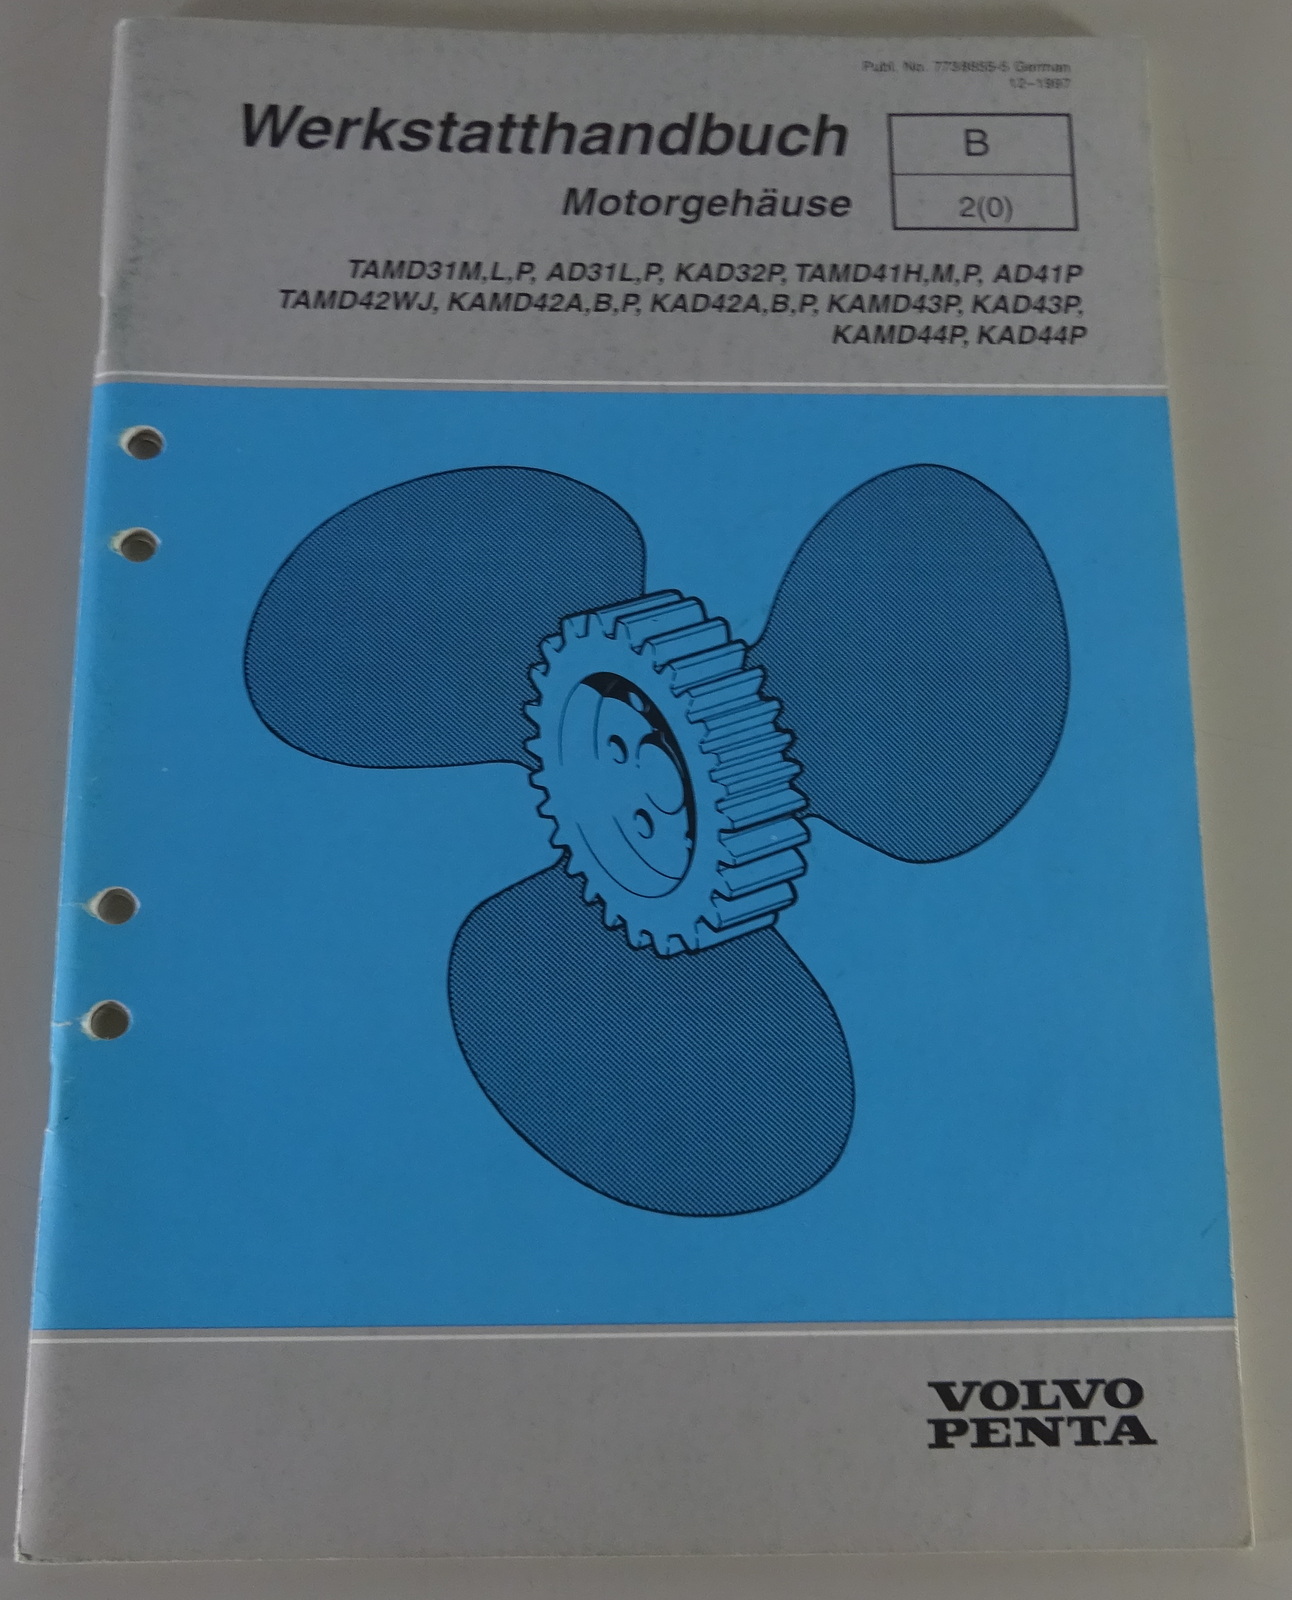 Publ. No. 7738855-5 German
12–1997
Werkstatthandbuch
B
Motorgehäuse
2(0)
TAMD31M,L,P, AD31L,P, KAD32P, TAMD41H,M,P, AD41P
TAMD42WJ, KAMD42A,B,P, KAD42A,B,P, KAMD43P, KAD43P,
KAMD44P, KAD44P
VOLVO
PENTA